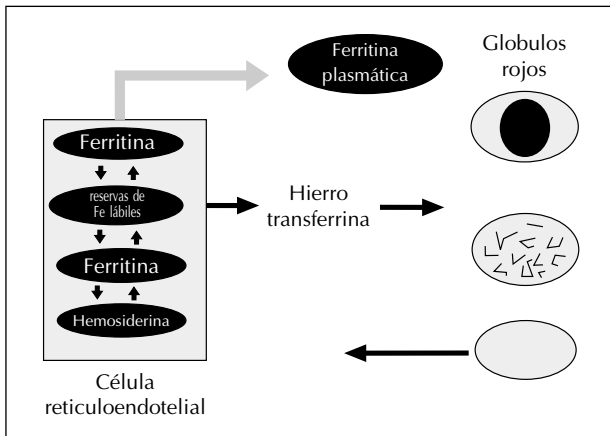 Ferritina
plasmática
Globulos
rojos
Ferritina
reservas de
Fe lábiles
Ferritina
Hemosiderina
Hierro
transferrina
Célula
reticuloendotelial